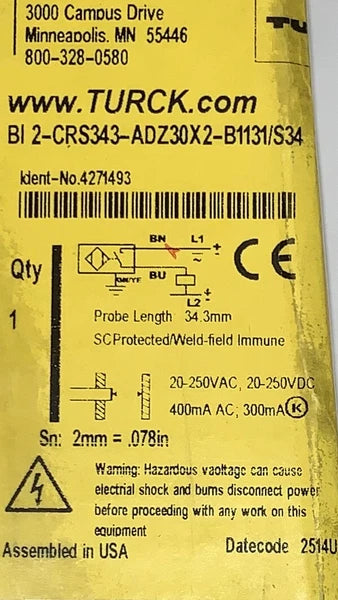 3000 Campus Drive
Minneapolis, MN 55446
800-328-0580
www.TURCK.com
BI 2-CRS343-ADZ30X2-B1131/S34
Ident-No.4271493
BN L1
BU
GN/YE
L2
Qty
1
Probe Length 34.3mm
SCProtected/Weld-field Immune
20-250VAC, 20-250VDC
400mA AC; 300mA K
Sn: 2mm = .078in
Warning: Hazardous vaoltage can cause
electrial shock and burns disconnect power
before proceeding with any work on this
equipment
Assembled in USA
Datecode 2514U